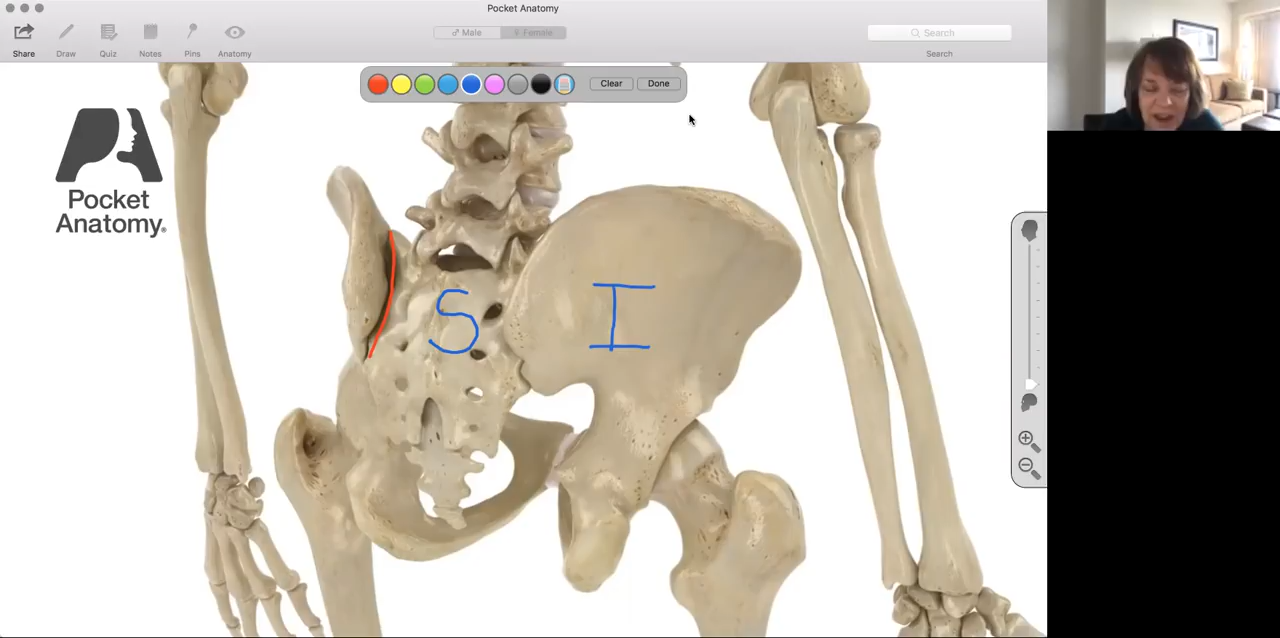 Pocket Anatomy
Share
Draw
Quiz
Notes
Pins
Anatomy
♂ Male
♀ Female
Search
Search
Clear
Done
Pocket
Anatomy®
S
I